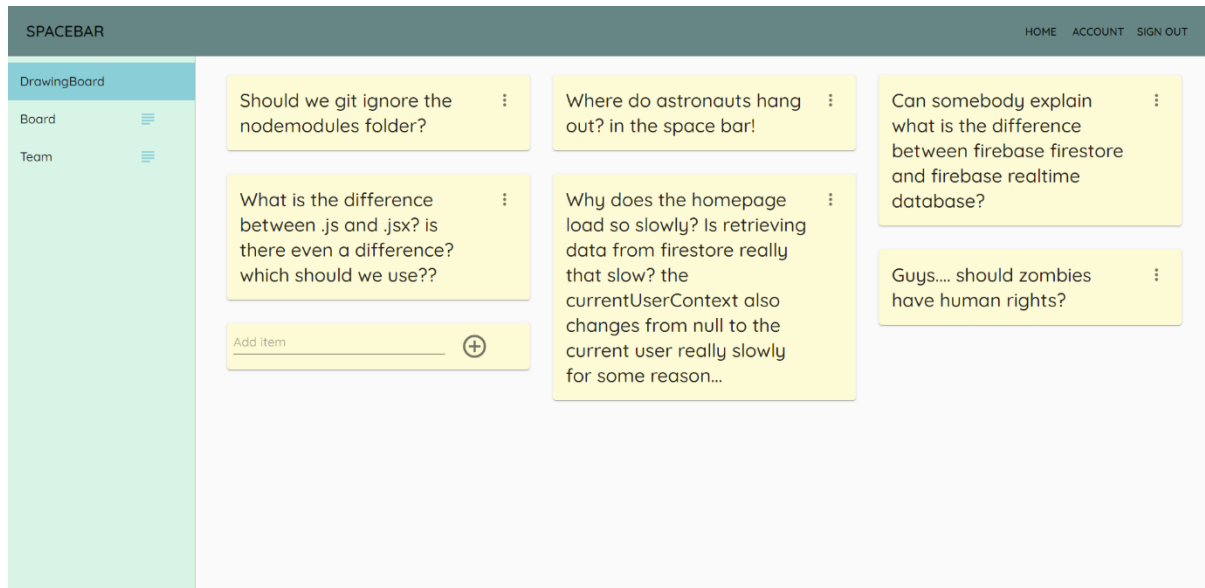 SPACEBAR
HOME ACCOUNT SIGN OUT
DrawingBoard
Board
Team
Should we git ignore the
nodemodules folder?
What is the difference
between .js and .jsx? is
there even a difference?
which should we use??
Add item
Where do astronauts hang
out? in the space bar!
Why does the homepage
load so slowly? Is retrieving
data from firestore really
that slow? the
currentUserContext also
changes from null to the
current user really slowly
for some reason...
Can somebody explain
what is the difference
between firebase firestore
and firebase realtime
database?
Guys.... should zombies
have human rights?